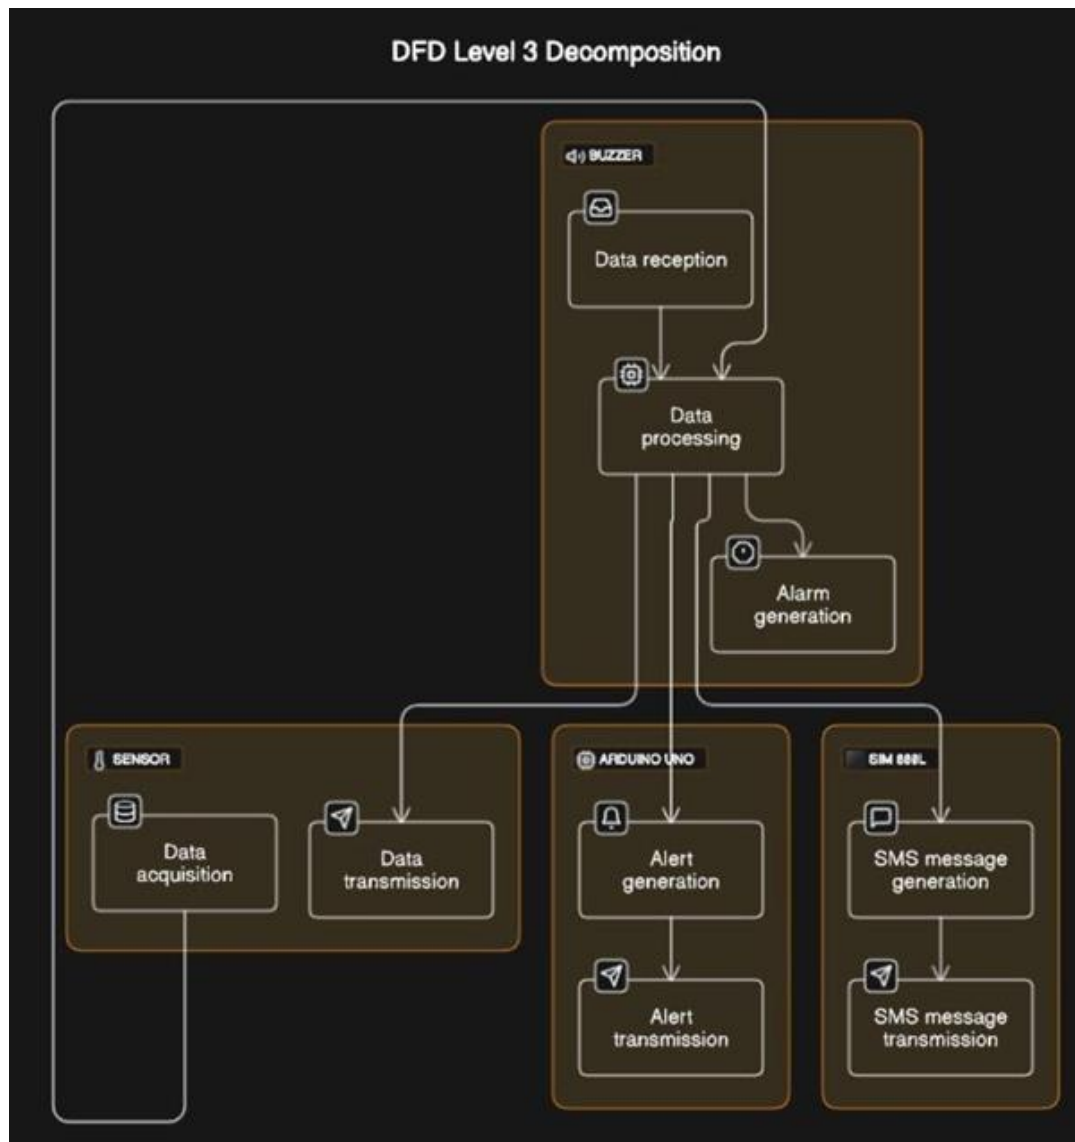 DFD Level 3 Decomposition
BUZZER
Data reception
Data
processing
Alarm
generation
SENSOR
Data
acquisition
Data
transmission
ARDUINO UNO
Alert
generation
Alert
transmission
SIM
SMS message
generation
SMS message
transmission